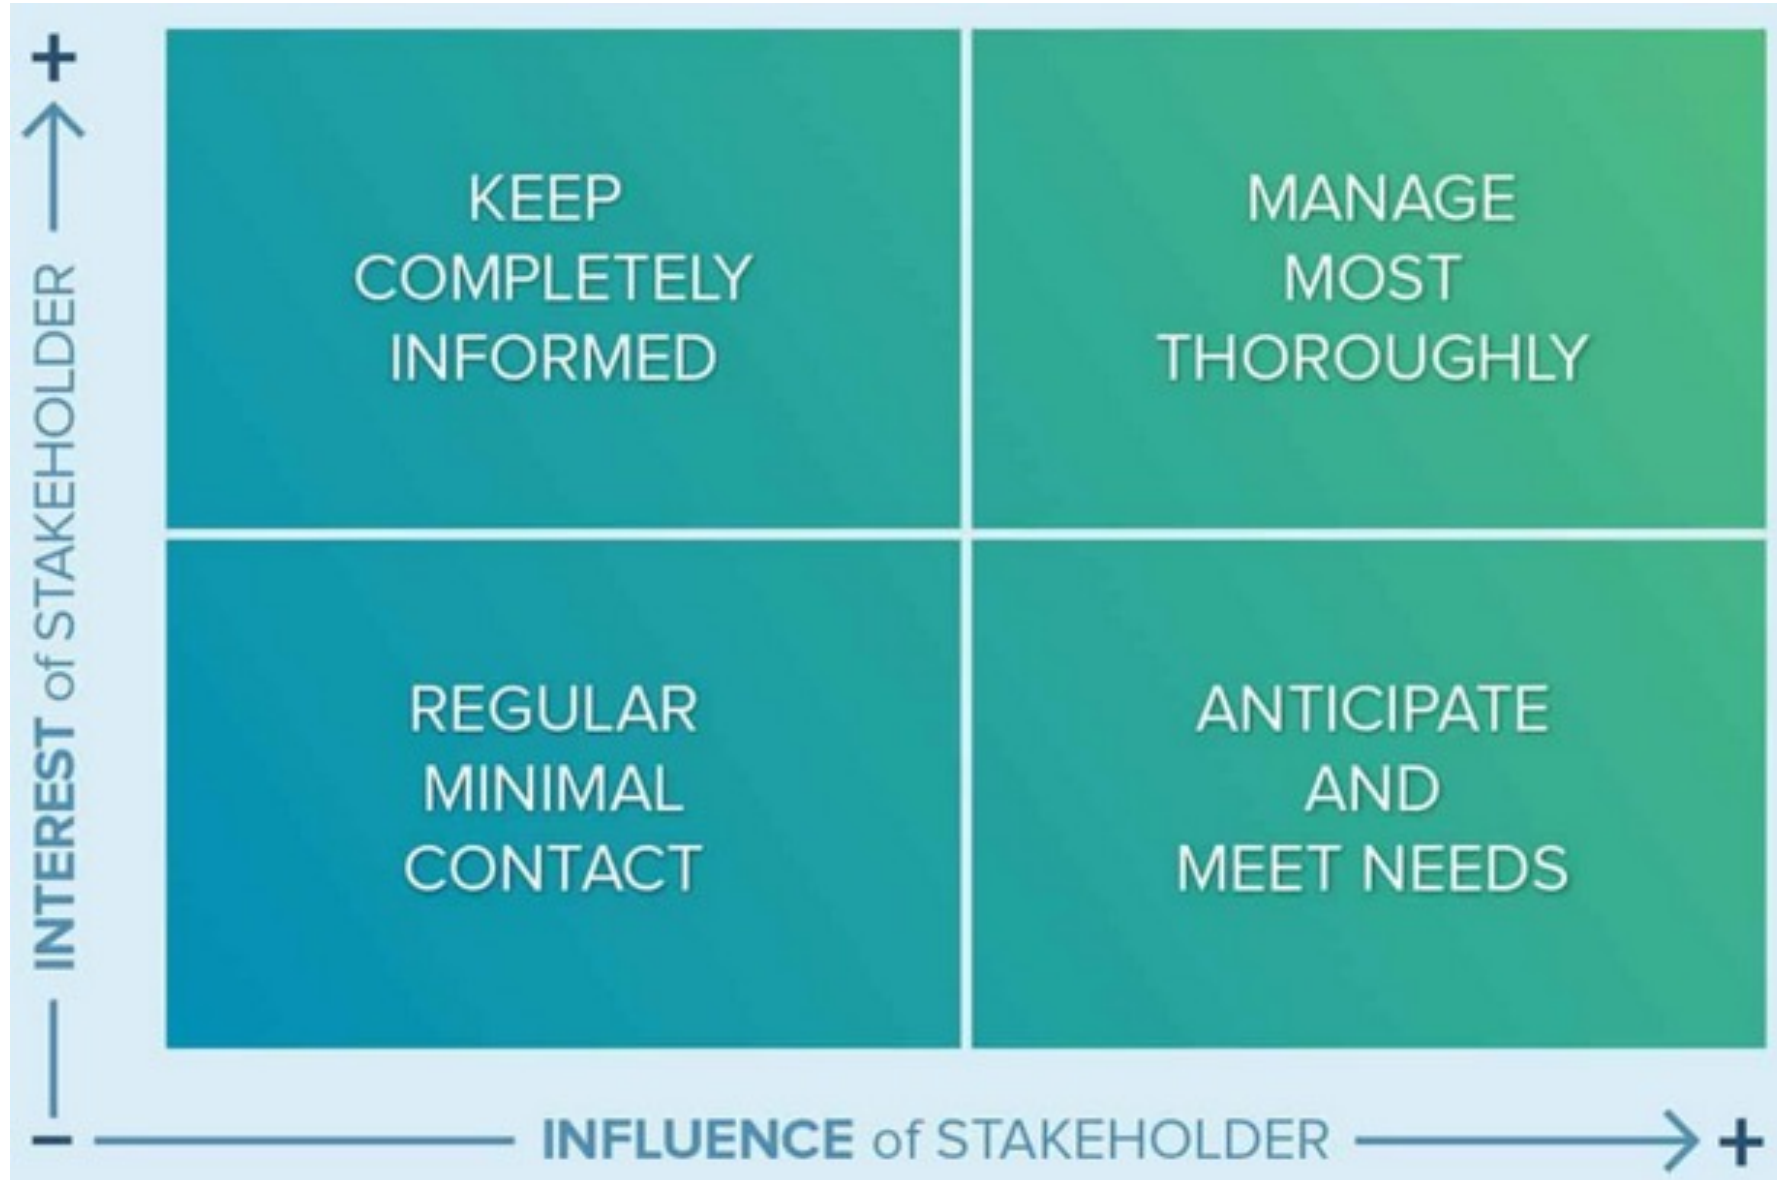 +
INTEREST of STAKEHOLDER
KEEP
COMPLETELY
INFORMED
MANAGE
MOST
THOROUGHLY
REGULAR
MINIMAL
CONTACT
ANTICIPATE
AND
MEET NEEDS
–
INFLUENCE of STAKEHOLDER
+